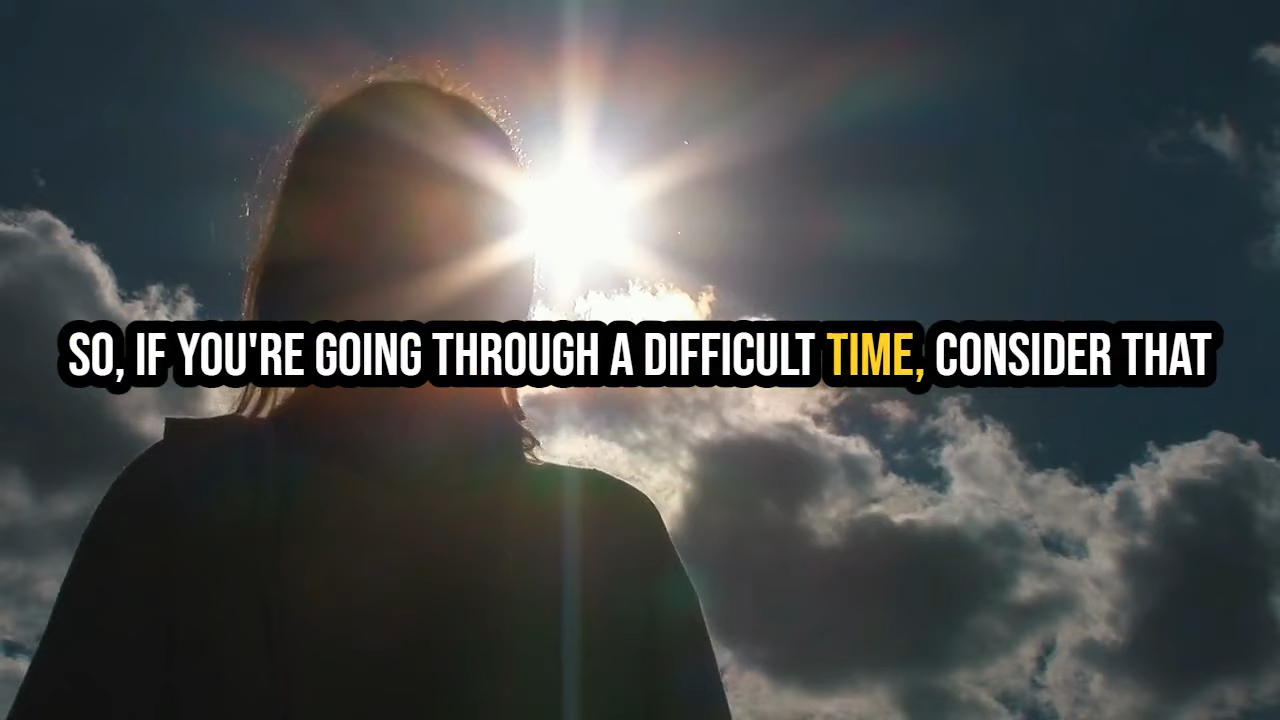 SO, IF YOU'RE GOING THROUGH A DIFFICULT TIME, CONSIDER THAT